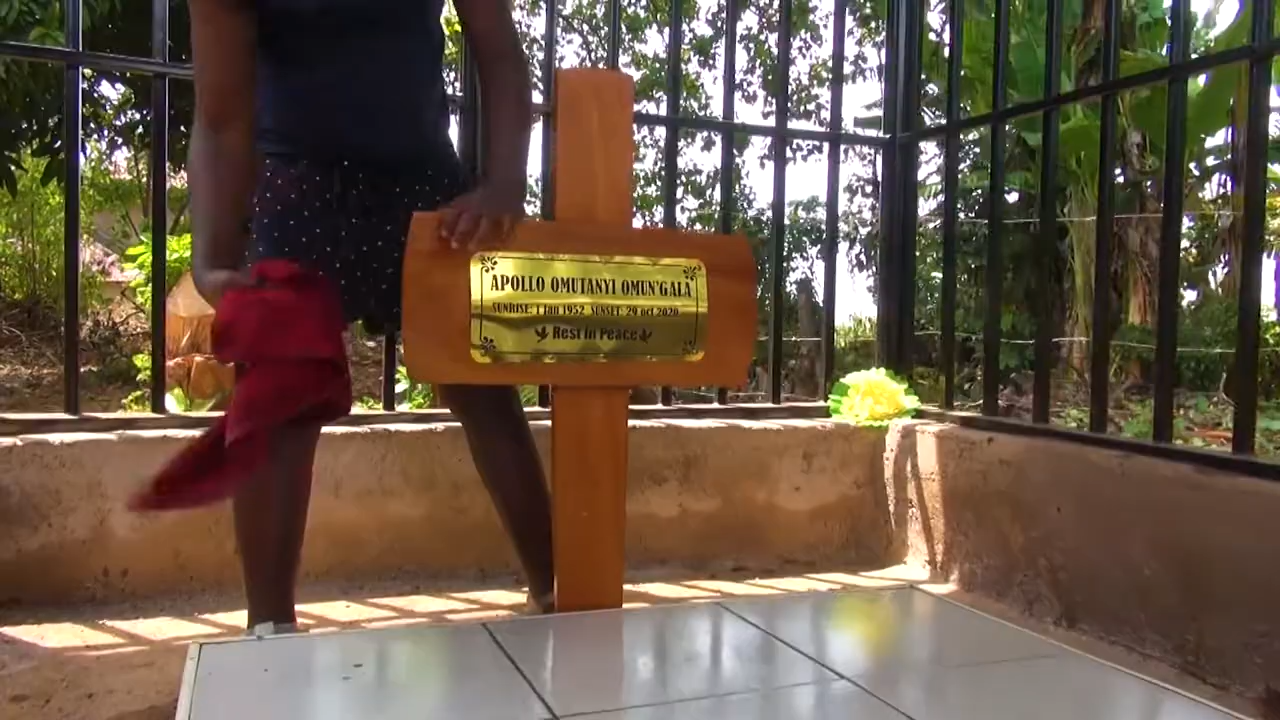 APOLLO OMUTANYI OMUN'GALA
SUNRISE: 1 Jan 1952 SUNSET: 29 oct 2020
Rest in Peace